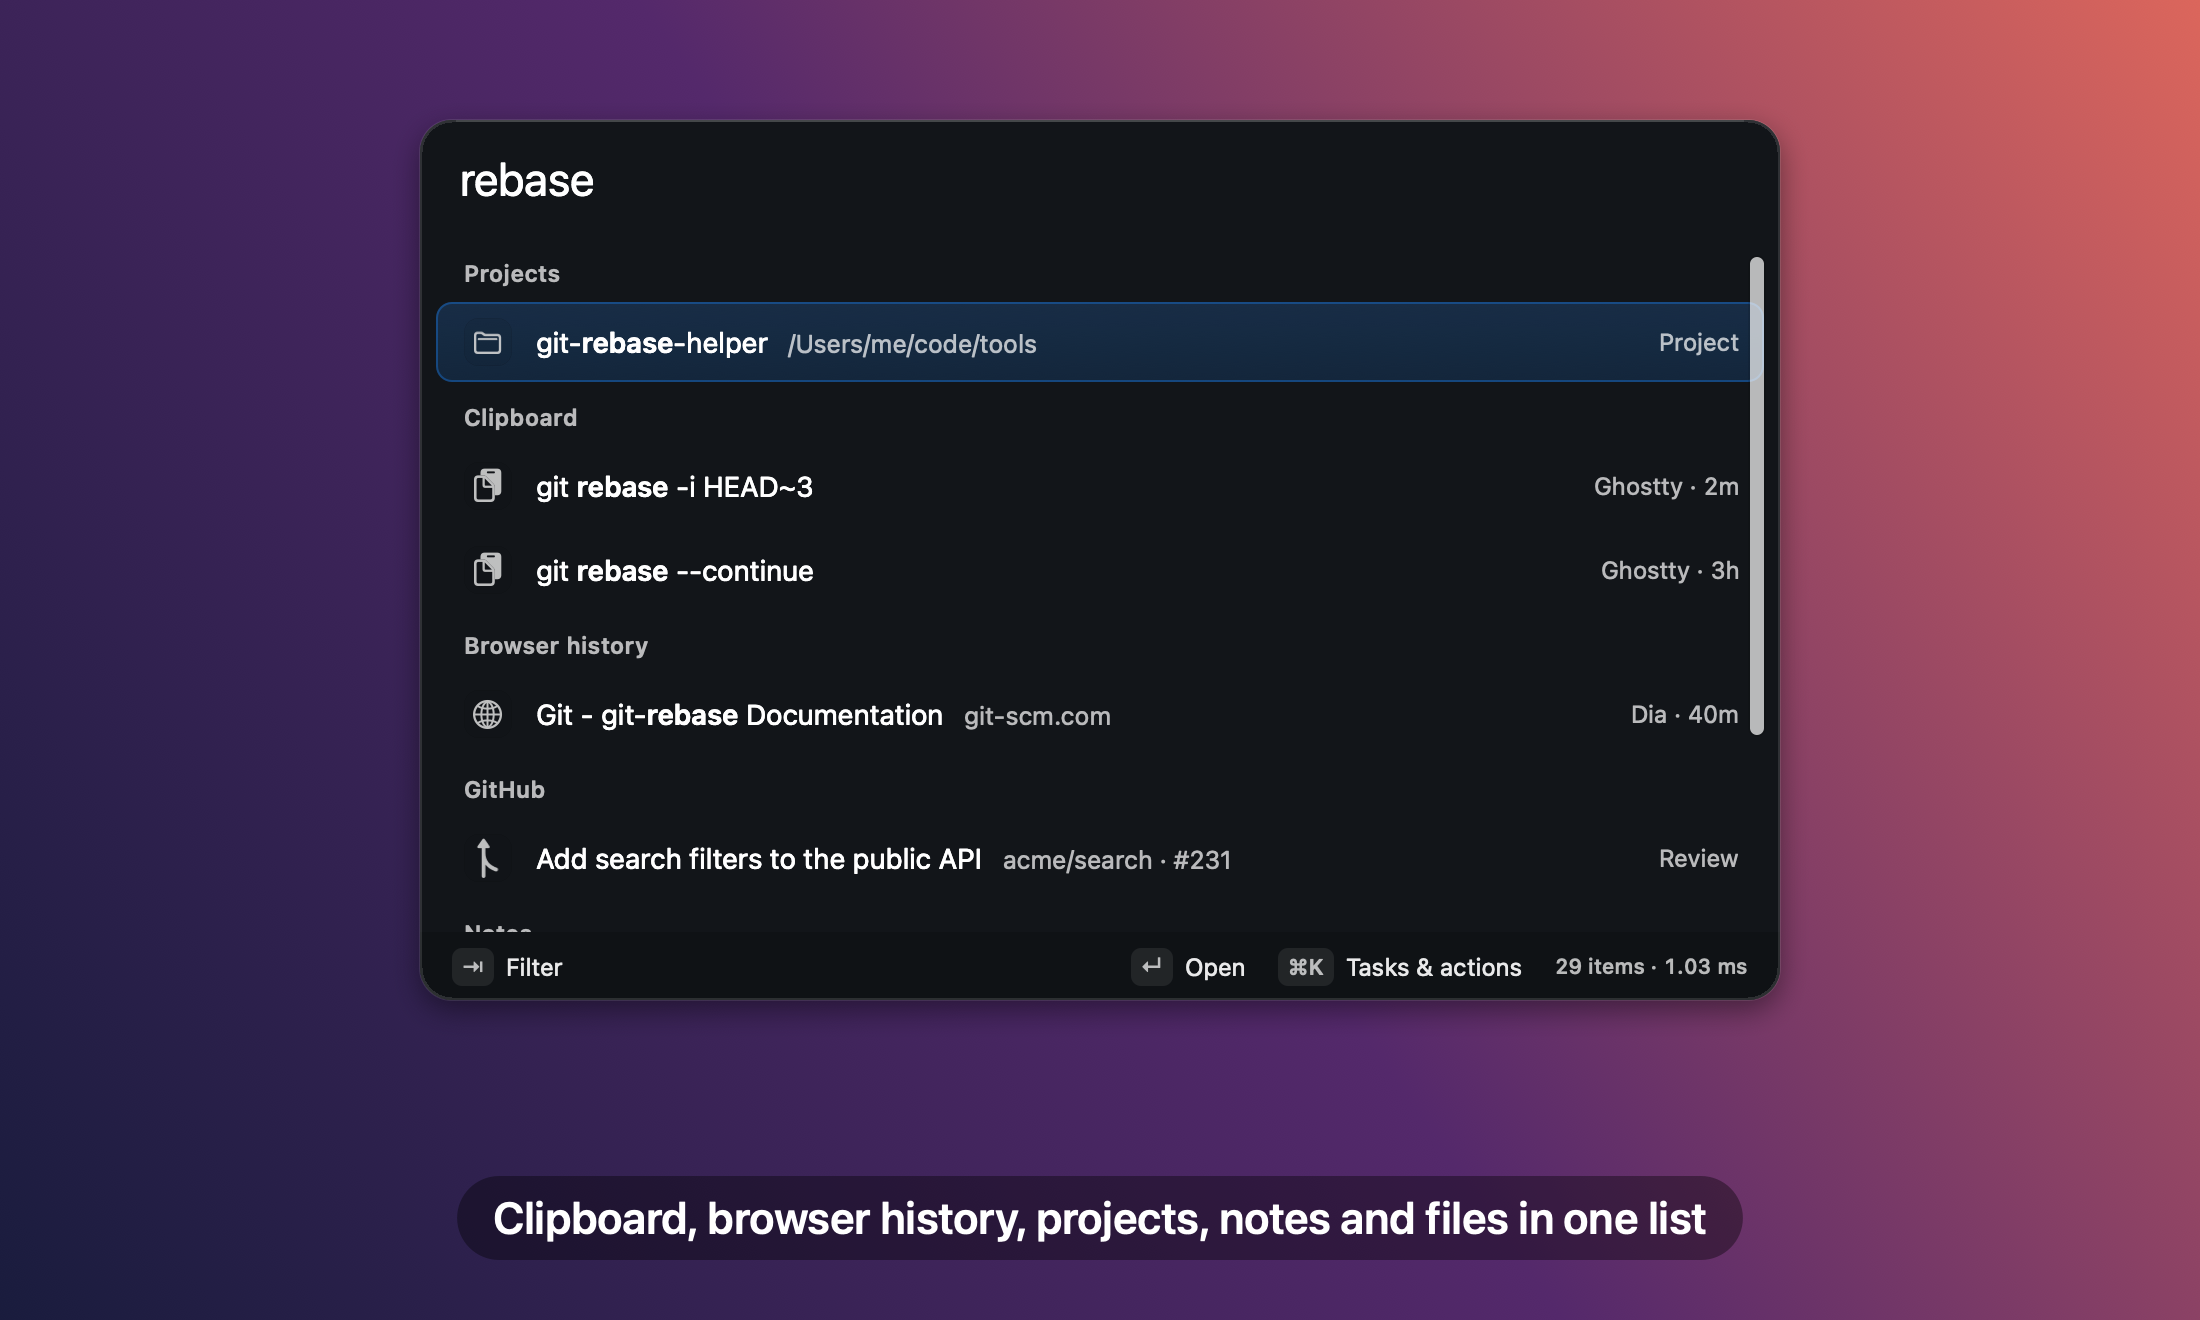 rebase
Projects
git-rebase-helper /Users/me/code/tools Project
Clipboard
git rebase -i HEAD~3 Ghostty · 2m
git rebase --continue Ghostty · 3h
Browser history
Git - git-rebase Documentation git-scm.com Dia · 40m
GitHub
Add search filters to the public API acme/search · #231 Review
Notes
Filter ↵ Open ⌘K Tasks & actions 29 items · 1.03 ms
Clipboard, browser history, projects, notes and files in one list